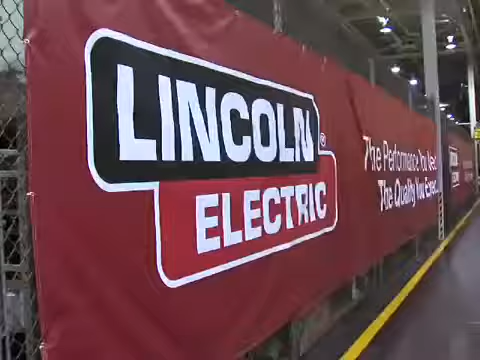 LINCOLN®
ELECTRIC
The Performance You Need.
The Quality You Expect.